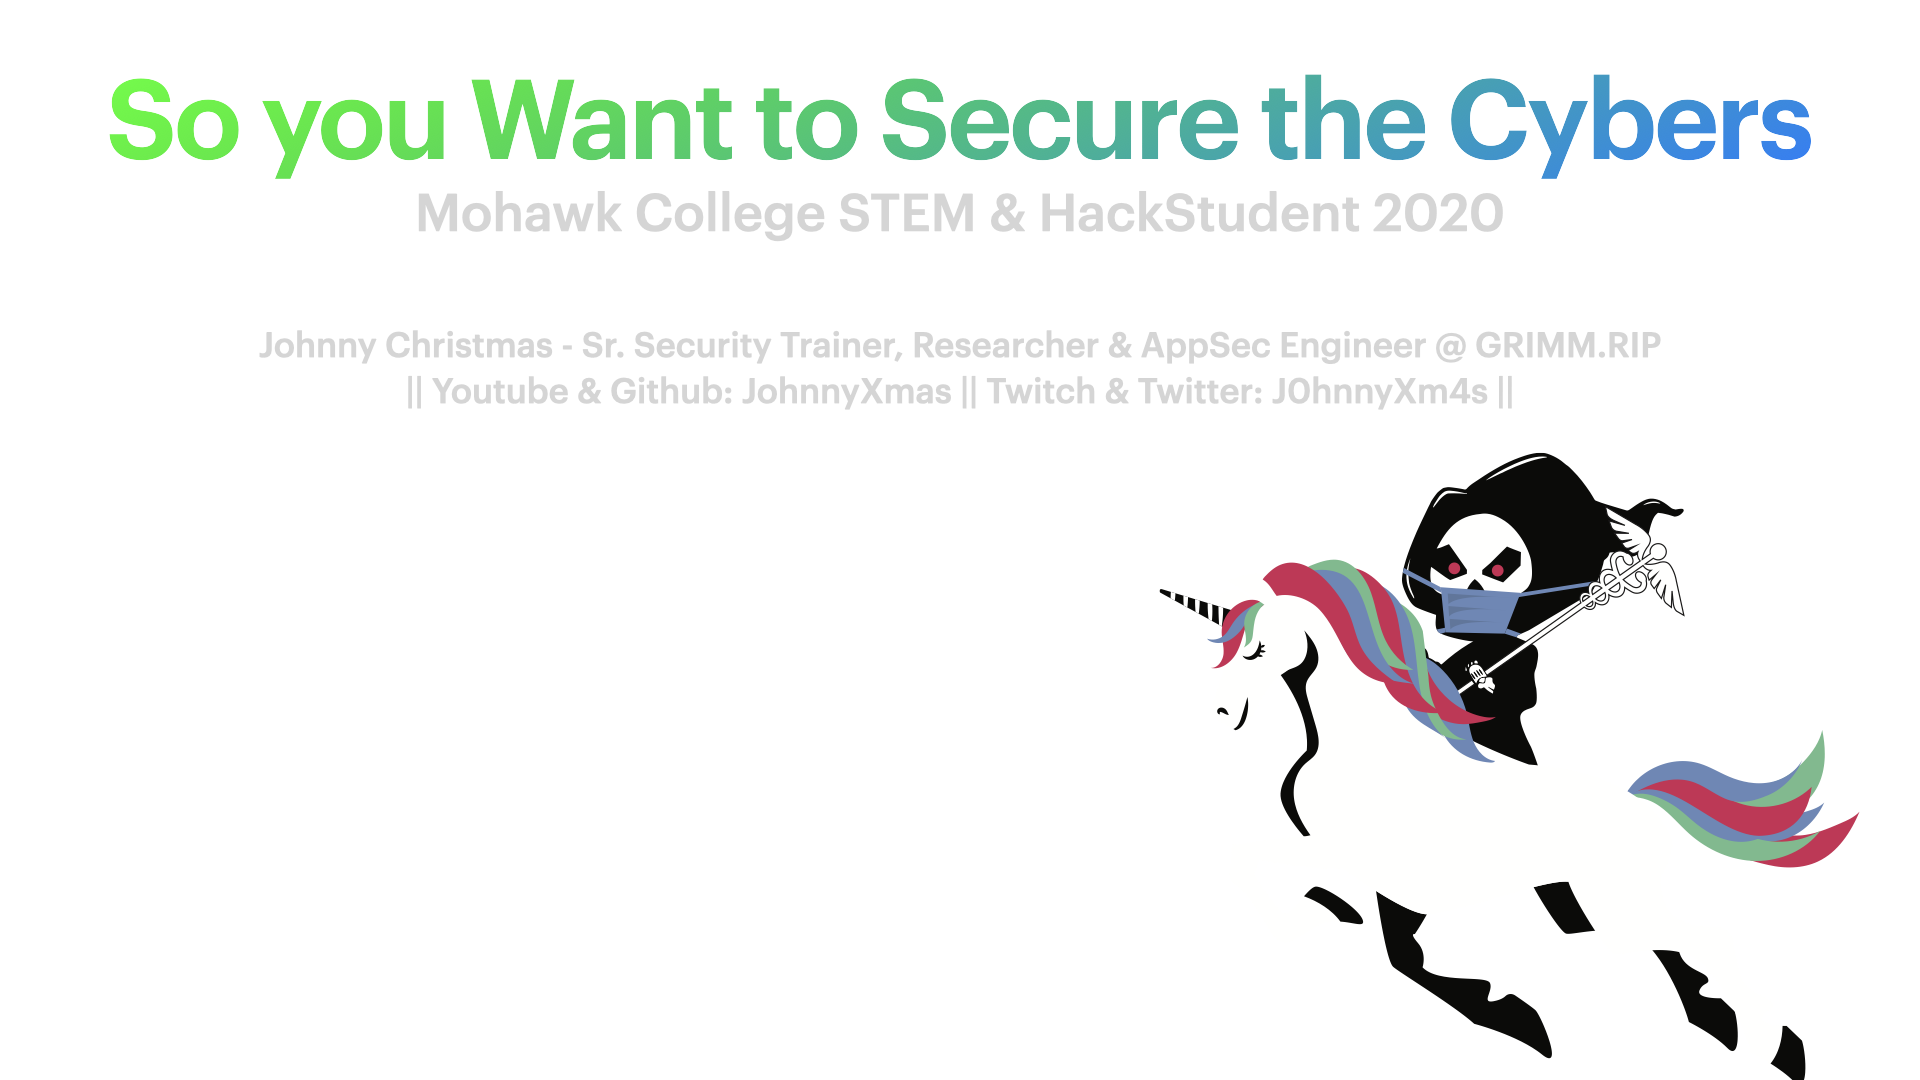 So you Want to Secure the Cybers
Mohawk College STEM & HackStudent 2020
Johnny Christmas - Sr. Security Trainer, Researcher & AppSec Engineer @ GRIMM.RIP
|| Youtube & Github: JohnnyXmas || Twitch & Twitter: J0hnnyXm4s ||